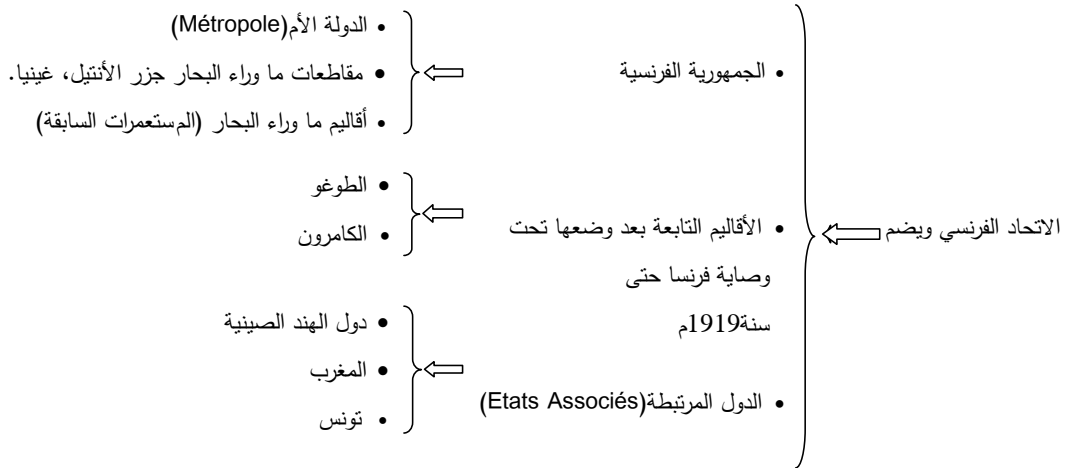 الاتحاد الفرنسي ويضم
• الجمهورية الفرنسية
• الدولة الأم(Métropole)
• مقاطعات ما وراء البحار جزر الأنتيل، غينيا.
• أقاليم ما وراء البحار (المستعمرات السابقة)
• الأقاليم التابعة بعد وضعها تحت
وصاية فرنسا حتى
سنة1919م
• الطوغو
• الكامرون
• الدول المرتبطة(Etats Associés)
• دول الهند الصينية
• المغرب
• تونس